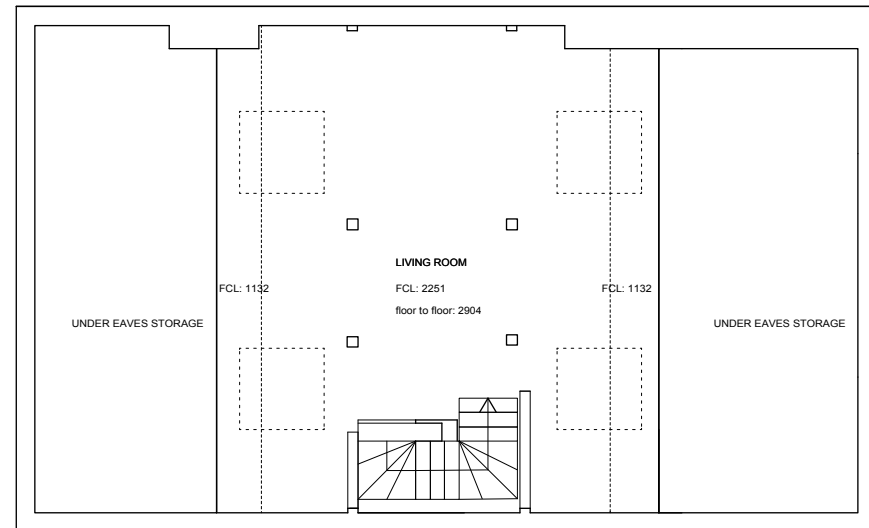 LIVING ROOM
FCL: 1132
FCL: 2251
FCL: 1132
floor to floor: 2904
UNDER EAVES STORAGE
UNDER EAVES STORAGE